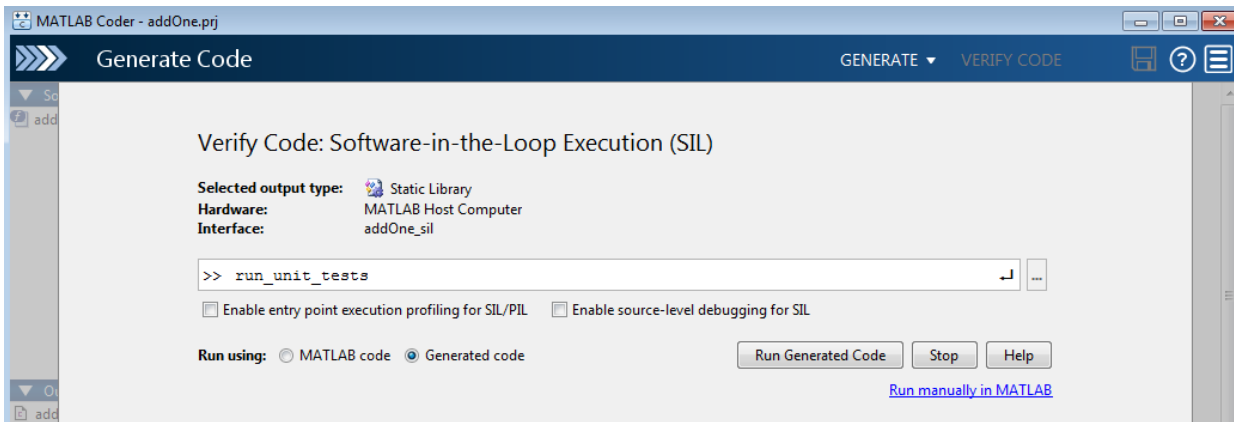 MATLAB Coder - addOne.prj
Generate Code
GENERATE
VERIFY CODE
add
Verify Code: Software-in-the-Loop Execution (SIL)
Selected output type: Static Library
Hardware: MATLAB Host Computer
Interface: addOne_sil
>> run_unit_tests
...
Enable entry point execution profiling for SIL/PIL Enable source-level debugging for SIL
Run using: MATLAB code Generated code
Run Generated Code Stop Help
Run manually in MATLAB
add